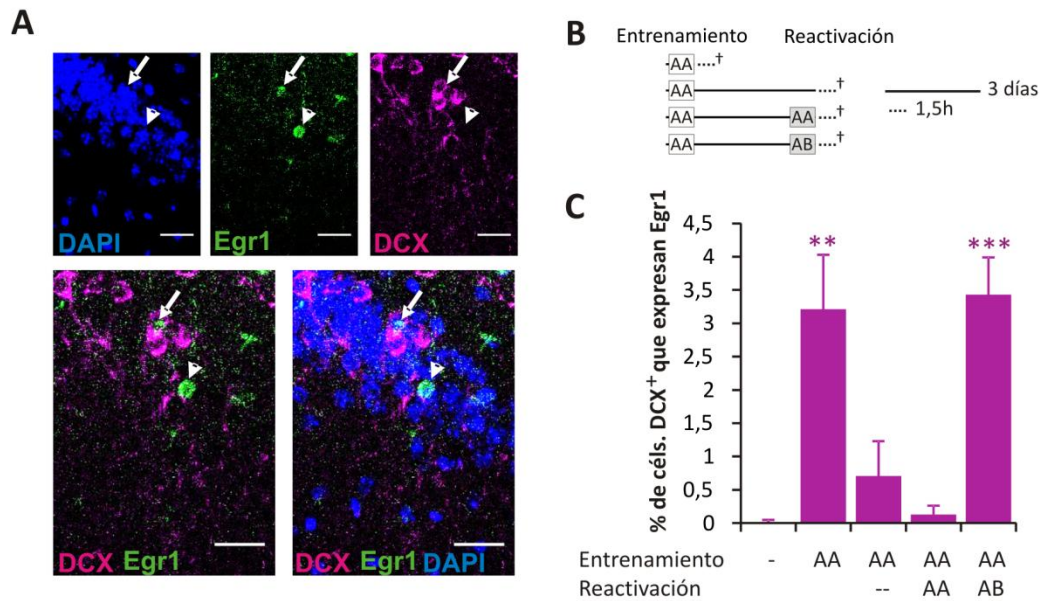 A
DAPI
Egr1
DCX
DCX Egr1
DCX Egr1 DAPI
B
Entrenamiento Reactivación
AA ....†
AA ....†
AA AA ....†
AA AB ....†
3 días
.... 1,5h
C
% de céls. DCX⁺ que expresan Egr1
4,5
4
3,5
3
2,5
2
1,5
1
0,5
0
**
***
Entrenamiento - AA AA AA AA
Reactivación -- AA AB